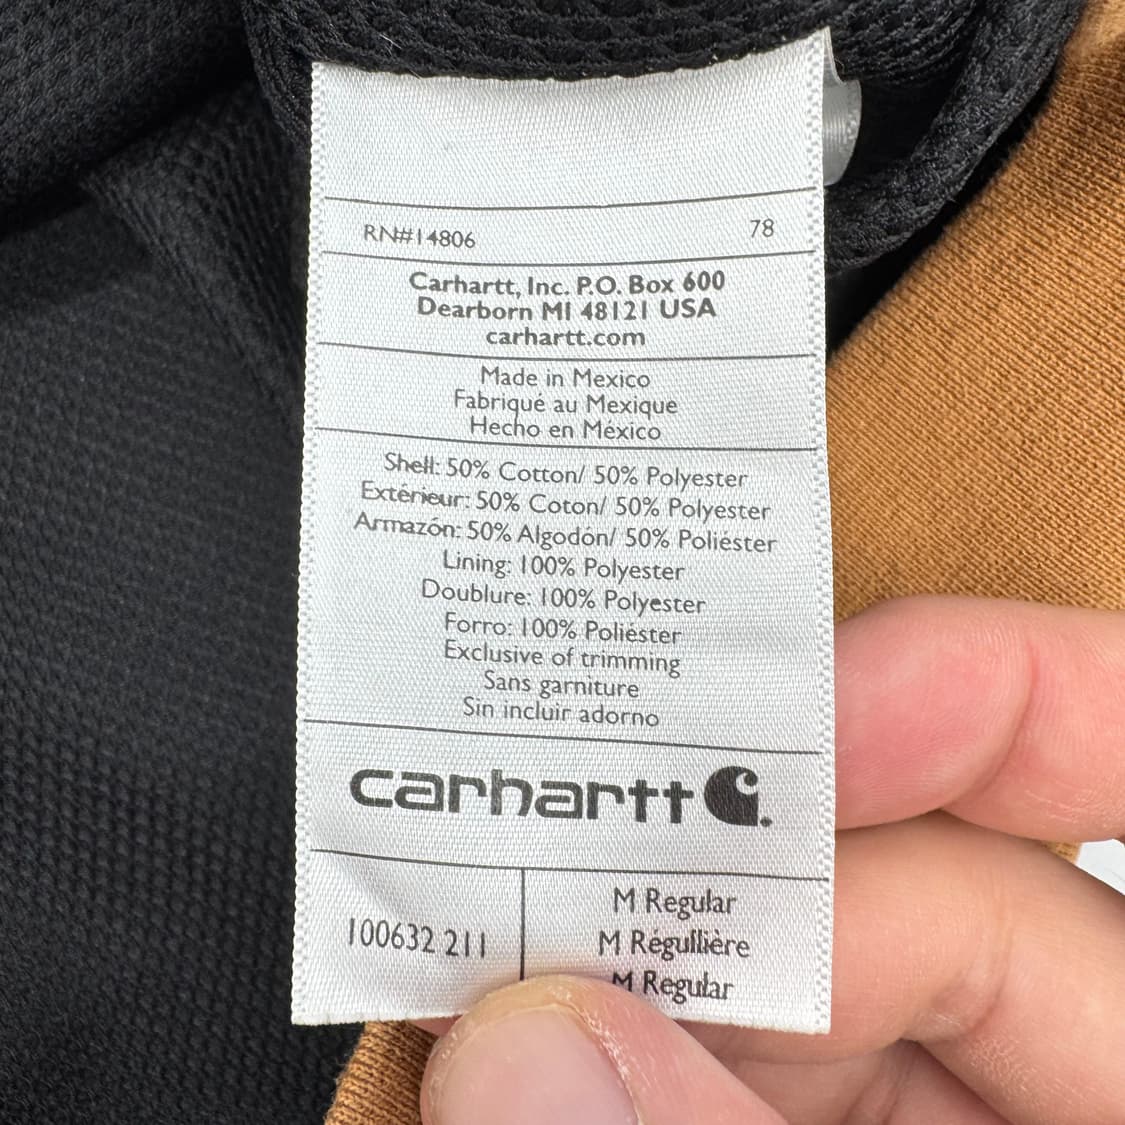 RN#14806 78
Carhartt, Inc. P.O. Box 600
Dearborn MI 48121 USA
carhartt.com
Made in Mexico
Fabriqué au Mexique
Hecho en México
Shell: 50% Cotton/ 50% Polyester
Extérieur: 50% Coton/ 50% Polyester
Armazón: 50% Algodón/ 50% Poliéster
Lining: 100% Polyester
Doublure: 100% Polyester
Forro: 100% Poliéster
Exclusive of trimming
Sans garniture
Sin incluir adorno
carhartt
100632 211
M Regular
M Régullière
M Regular